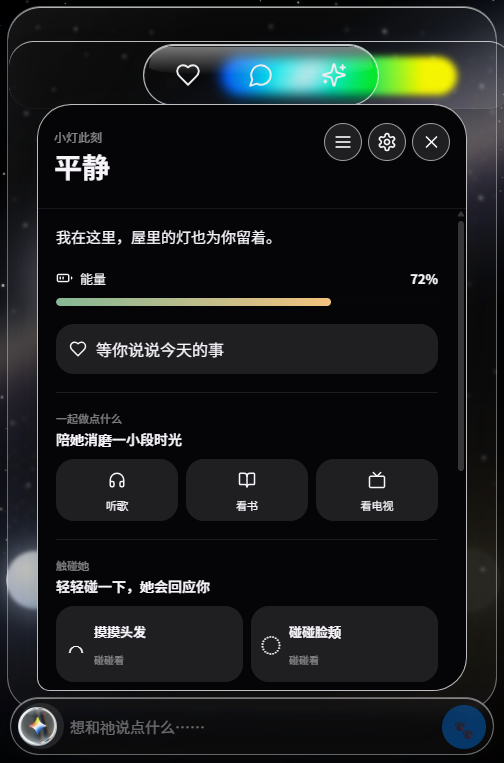 小灯此刻
平静
我在这里，屋里的灯也为你留着。
能量 72%
等你说说今天的事
一起做点什么
陪她消磨一小段时光
听歌 看书 看电视
触碰她
轻轻碰一下，她会回应你
摸摸头发 碰碰脸颊
碰碰看 碰碰看
想和祂说点什么⋯⋯